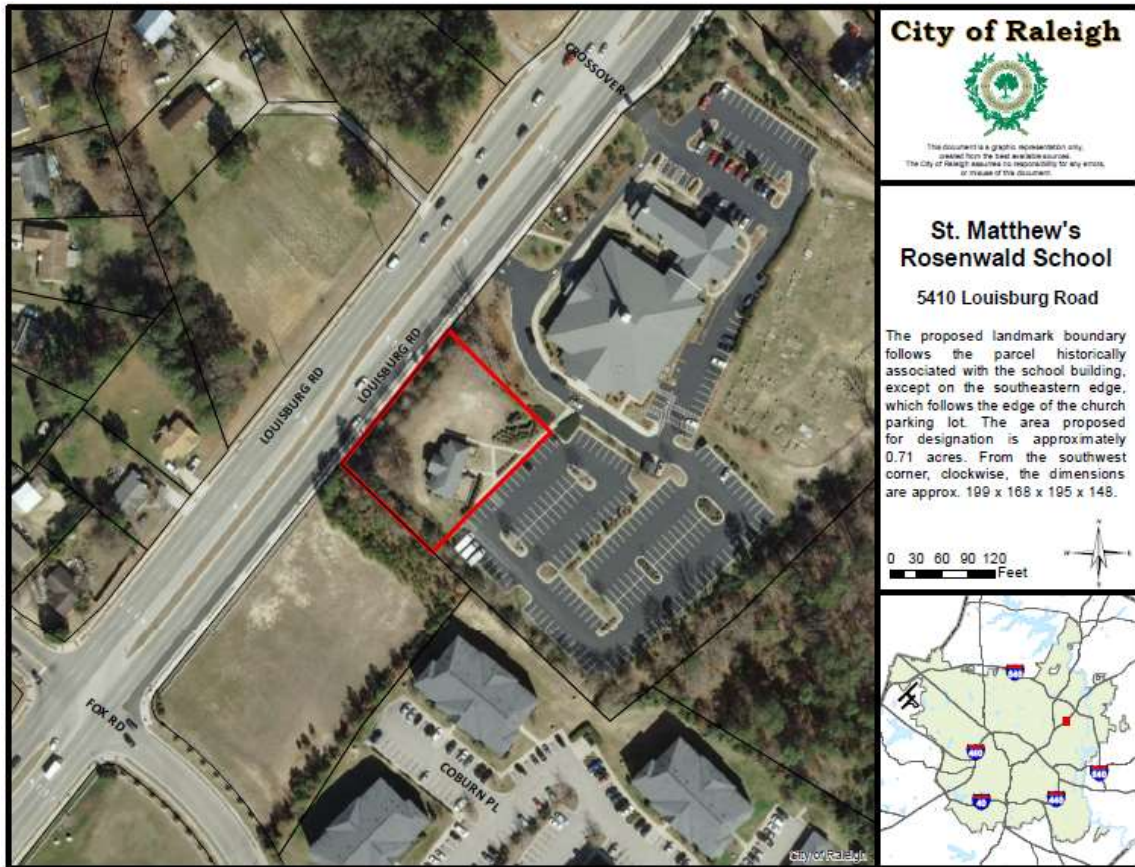 City of Raleigh
This document is a graphic representation only,
created from the best available sources.
The City of Raleigh assumes no responsibility for any errors,
or misuse of this document.
St. Matthew's
Rosenwald School
5410 Louisburg Road
The proposed landmark boundary
follows the parcel historically
associated with the school building,
except on the southeastern edge,
which follows the edge of the church
parking lot. The area proposed
for designation is approximately
0.71 acres. From the southwest
corner, clockwise, the dimensions
are approx. 199 x 168 x 195 x 148.
N
W E
S
0 30 60 90 120
Feet
CROSSOVER
LOUISBURG RD
LOUISBURG RD
FOX RD
COBURN PL
City of Raleigh
540
440
540
40
440